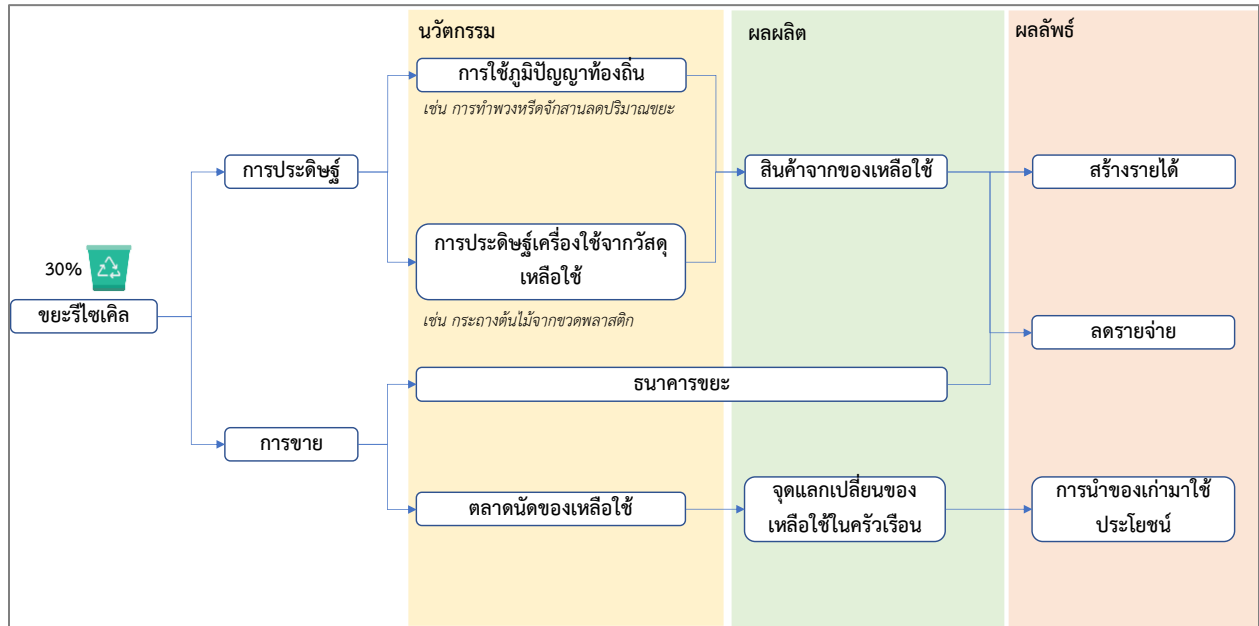 นวัตกรรม
ผลผลิต
ผลลัพธ์
การใช้ภูมิปัญญาท้องถิ่น
เช่น การทำพวงหรีดจักสานลดปริมาณขยะ
การประดิษฐ์
สินค้าจากของเหลือใช้
สร้างรายได้
การประดิษฐ์เครื่องใช้จากวัสดุ
เหลือใช้
30%
ขยะรีไซเคิล
เช่น กระถางต้นไม้จากขวดพลาสติก
ลดรายจ่าย
ธนาคารขยะ
การขาย
ตลาดนัดของเหลือใช้
จุดแลกเปลี่ยนของ
เหลือใช้ในครัวเรือน
การนำของเก่ามาใช้
ประโยชน์